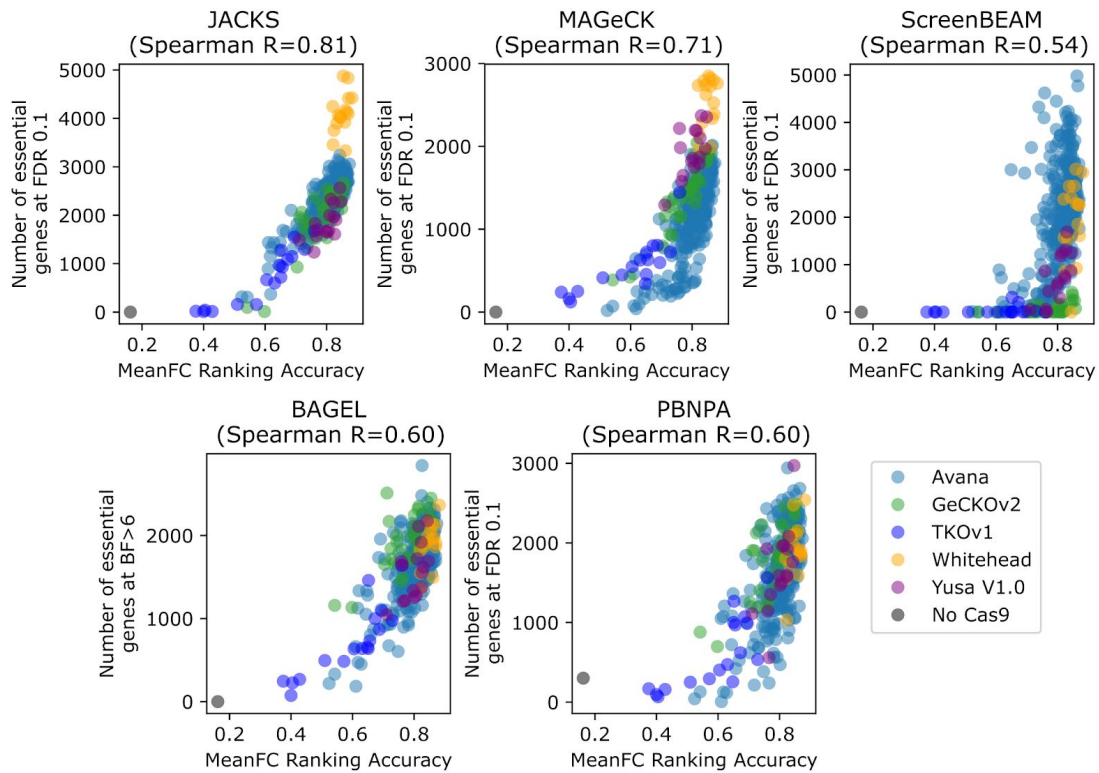 JACKS
(Spearman R=0.81)
Number of essential
genes at FDR 0.1
5000
4000
3000
2000
1000
0
0.2 0.4 0.6 0.8
MeanFC Ranking Accuracy
MAGeCK
(Spearman R=0.71)
Number of essential
genes at FDR 0.1
3000
2000
1000
0
0.2 0.4 0.6 0.8
MeanFC Ranking Accuracy
ScreenBEAM
(Spearman R=0.54)
Number of essential
genes at FDR 0.1
5000
4000
3000
2000
1000
0
0.2 0.4 0.6 0.8
MeanFC Ranking Accuracy
BAGEL
(Spearman R=0.60)
Number of essential
genes at BF>6
2000
1000
0
0.2 0.4 0.6 0.8
MeanFC Ranking Accuracy
PBNPA
(Spearman R=0.60)
Number of essential
genes at FDR 0.1
3000
2000
1000
0
0.2 0.4 0.6 0.8
MeanFC Ranking Accuracy
Avana
GeCKOv2
TKOv1
Whitehead
Yusa V1.0
No Cas9